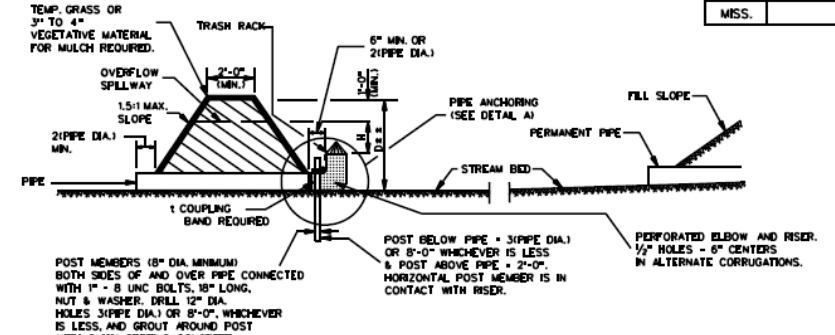 TEMP. GRASS OR
3" TO 4"
VEGETATIVE MATERIAL
FOR MULCH REQUIRED.
TRASH RACK
6" MIN. OR
2(PIPE DIA.)
MISS.
OVERFLOW
SPILLWAY
2'-0"
(MIN.)
1'-0"
(MIN.)
1.5:1 MAX.
SLOPE
H
D± ±
PIPE ANCHORING
(SEE DETAIL A)
FILL SLOPE
2(PIPE DIA.)
MIN.
PERMANENT PIPE
PIPE
STREAM BED
t COUPLING
BAND REQUIRED
POST BELOW PIPE = 3(PIPE DIA.)
OR 8'-0" WHICHEVER IS LESS
& POST ABOVE PIPE = 2'-0".
HORIZONTAL POST MEMBER IS IN
CONTACT WITH RISER.
PERFORATED ELBOW AND RISER.
1/2" HOLES - 6" CENTERS
IN ALTERNATE CORRUGATIONS.
POST MEMBERS (8" DIA. MINIMUM)
BOTH SIDES OF AND OVER PIPE CONNECTED
WITH 1" - 8 UNC BOLTS, 18" LONG,
NUT & WASHER. DRILL 12" DIA.
HOLES 3(PIPE DIA.) OR 8'-0", WHICHEVER
IS LESS, AND GROUT AROUND POST